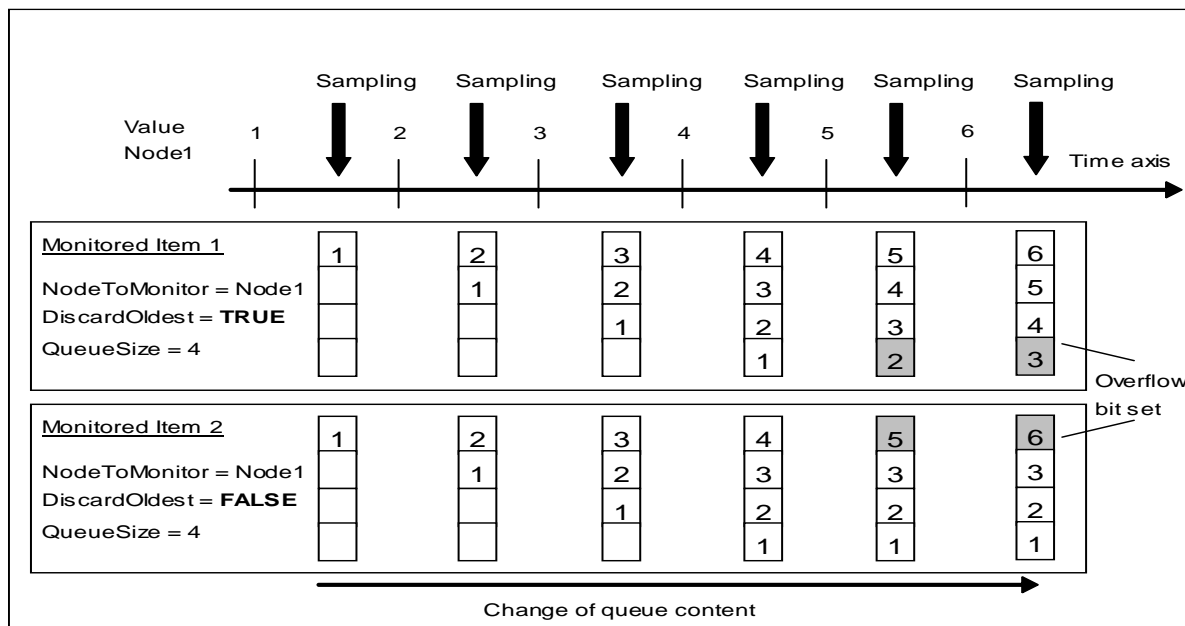 Sampling Sampling Sampling Sampling Sampling Sampling
Value Node1
1 2 3 4 5 6
Time axis
Monitored Item 1
NodeToMonitor = Node1
DiscardOldest = TRUE
QueueSize = 4
1 2 3 4 5 6
1 2 3 4 5
1 2 3 4
1 2 3
Overflow
bit set
Monitored Item 2
NodeToMonitor = Node1
DiscardOldest = FALSE
QueueSize = 4
1 2 3 4 5 6
1 2 3 3 3
1 2 2 2
1 1 1
Change of queue content